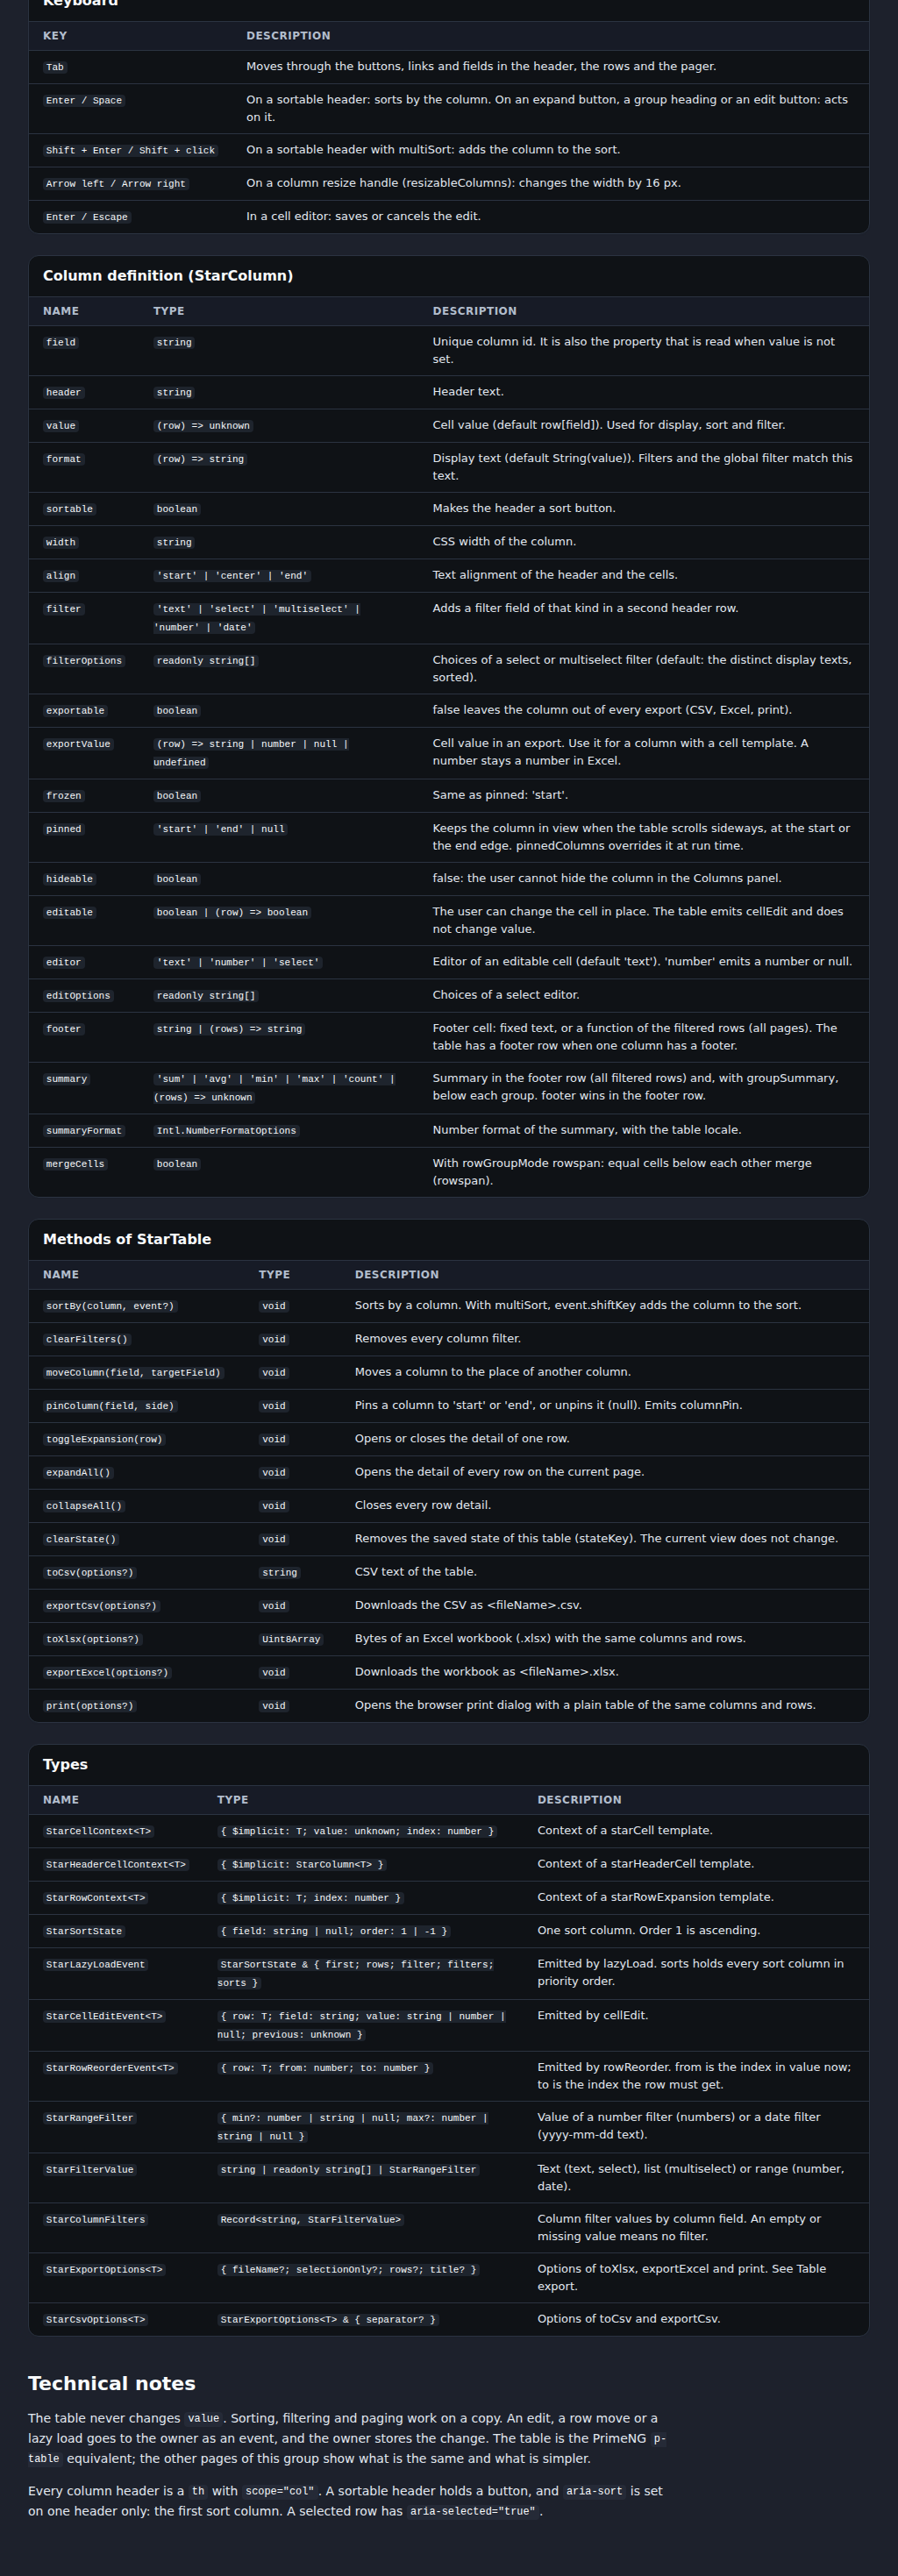 Keyboard
KEY DESCRIPTION
Tab Moves through the buttons, links and fields in the header, the rows and the pager.
Enter / Space On a sortable header: sorts by the column. On an expand button, a group heading or an edit button: acts
on it.
Shift + Enter / Shift + click On a sortable header with multiSort: adds the column to the sort.
Arrow left / Arrow right On a column resize handle (resizableColumns): changes the width by 16 px.
Enter / Escape In a cell editor: saves or cancels the edit.
Column definition (StarColumn)
NAME TYPE DESCRIPTION
field string Unique column id. It is also the property that is read when value is not
set.
header string Header text.
value (row) => unknown Cell value (default row[field]). Used for display, sort and filter.
format (row) => string Display text (default String(value)). Filters and the global filter match this
text.
sortable boolean Makes the header a sort button.
width string CSS width of the column.
align 'start' | 'center' | 'end' Text alignment of the header and the cells.
filter 'text' | 'select' | 'multiselect' | Adds a filter field of that kind in a second header row.
'number' | 'date'
filterOptions readonly string[] Choices of a select or multiselect filter (default: the distinct display texts,
sorted).
exportable boolean false leaves the column out of every export (CSV, Excel, print).
exportValue (row) => string | number | null | Cell value in an export. Use it for a column with a cell template. A
undefined number stays a number in Excel.
frozen boolean Same as pinned: 'start'.
pinned 'start' | 'end' | null Keeps the column in view when the table scrolls sideways, at the start or
the end edge. pinnedColumns overrides it at run time.
hideable boolean false: the user cannot hide the column in the Columns panel.
editable boolean | (row) => boolean The user can change the cell in place. The table emits cellEdit and does
not change value.
editor 'text' | 'number' | 'select' Editor of an editable cell (default 'text'). 'number' emits a number or null.
editOptions readonly string[] Choices of a select editor.
footer string | (rows) => string Footer cell: fixed text, or a function of the filtered rows (all pages). The
table has a footer row when one column has a footer.
summary 'sum' | 'avg' | 'min' | 'max' | 'count' | Summary in the footer row (all filtered rows) and, with groupSummary,
(rows) => unknown below each group. footer wins in the footer row.
summaryFormat Intl.NumberFormatOptions Number format of the summary, with the table locale.
mergeCells boolean With rowGroupMode rowspan: equal cells below each other merge
(rowspan).
Methods of StarTable
NAME TYPE DESCRIPTION
sortBy(column, event?) void Sorts by a column. With multiSort, event.shiftKey adds the column to the sort.
clearFilters() void Removes every column filter.
moveColumn(field, targetField) void Moves a column to the place of another column.
pinColumn(field, side) void Pins a column to 'start' or 'end', or unpins it (null). Emits columnPin.
toggleExpansion(row) void Opens or closes the detail of one row.
expandAll() void Opens the detail of every row on the current page.
collapseAll() void Closes every row detail.
clearState() void Removes the saved state of this table (stateKey). The current view does not change.
toCsv(options?) string CSV text of the table.
exportCsv(options?) void Downloads the CSV as <fileName>.csv.
toXlsx(options?) Uint8Array Bytes of an Excel workbook (.xlsx) with the same columns and rows.
exportExcel(options?) void Downloads the workbook as <fileName>.xlsx.
print(options?) void Opens the browser print dialog with a plain table of the same columns and rows.
Types
NAME TYPE DESCRIPTION
StarCellContext<T> { $implicit: T; value: unknown; index: number } Context of a starCell template.
StarHeaderCellContext<T> { $implicit: StarColumn<T> } Context of a starHeaderCell template.
StarRowContext<T> { $implicit: T; index: number } Context of a starRowExpansion template.
StarSortState { field: string | null; order: 1 | -1 } One sort column. Order 1 is ascending.
StarLazyLoadEvent StarSortState & { first; rows; filter; filters; Emitted by lazyLoad. sorts holds every sort column in
sorts } priority order.
StarCellEditEvent<T> { row: T; field: string; value: string | number | Emitted by cellEdit.
null; previous: unknown }
StarRowReorderEvent<T> { row: T; from: number; to: number } Emitted by rowReorder. from is the index in value now;
to is the index the row must get.
StarRangeFilter { min?: number | string | null; max?: number | Value of a number filter (numbers) or a date filter
string | null } (yyyy-mm-dd text).
StarFilterValue string | readonly string[] | StarRangeFilter Text (text, select), list (multiselect) or range (number,
date).
StarColumnFilters Record<string, StarFilterValue> Column filter values by column field. An empty or
missing value means no filter.
StarExportOptions<T> { fileName?; selectionOnly?; rows?; title? } Options of toXlsx, exportExcel and print. See Table
export.
StarCsvOptions<T> StarExportOptions<T> & { separator? } Options of toCsv and exportCsv.
Technical notes
The table never changes value. Sorting, filtering and paging work on a copy. An edit, a row move or a
lazy load goes to the owner as an event, and the owner stores the change. The table is the PrimeNG p-
table equivalent; the other pages of this group show what is the same and what is simpler.
Every column header is a th with scope="col". A sortable header holds a button, and aria-sort is set
on one header only: the first sort column. A selected row has aria-selected="true".